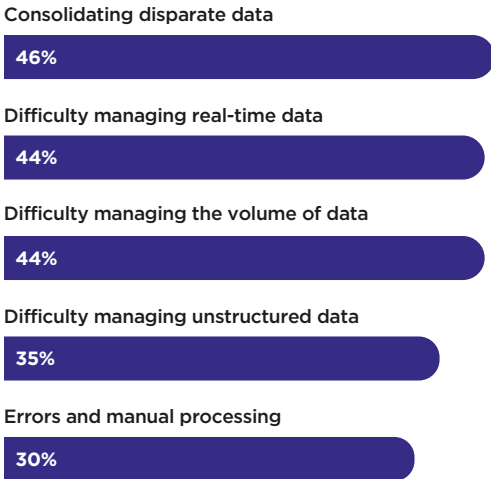 Consolidating disparate data
46%
Difficulty managing real-time data
44%
Difficulty managing the volume of data
44%
Difficulty managing unstructured data
35%
Errors and manual processing
30%